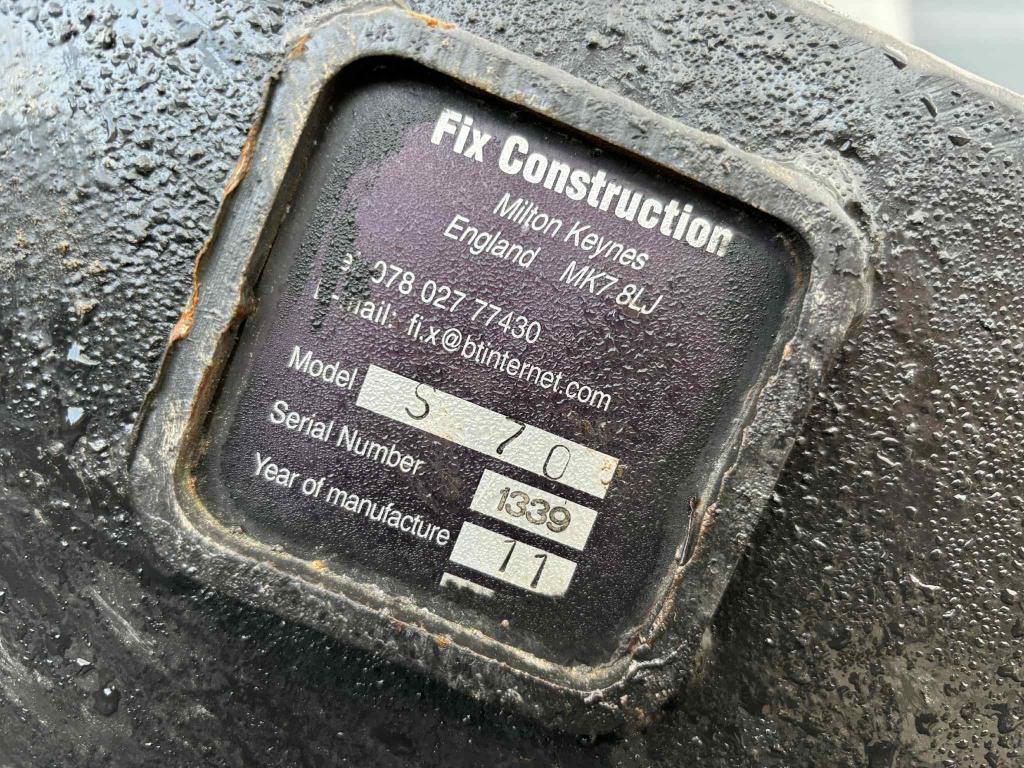 Fix Construction
Milton Keynes
England MK7 8LJ
078 027 77430
fi.x@btinternet.com
Model S 70
Serial Number 1339
Year of manufacture 11